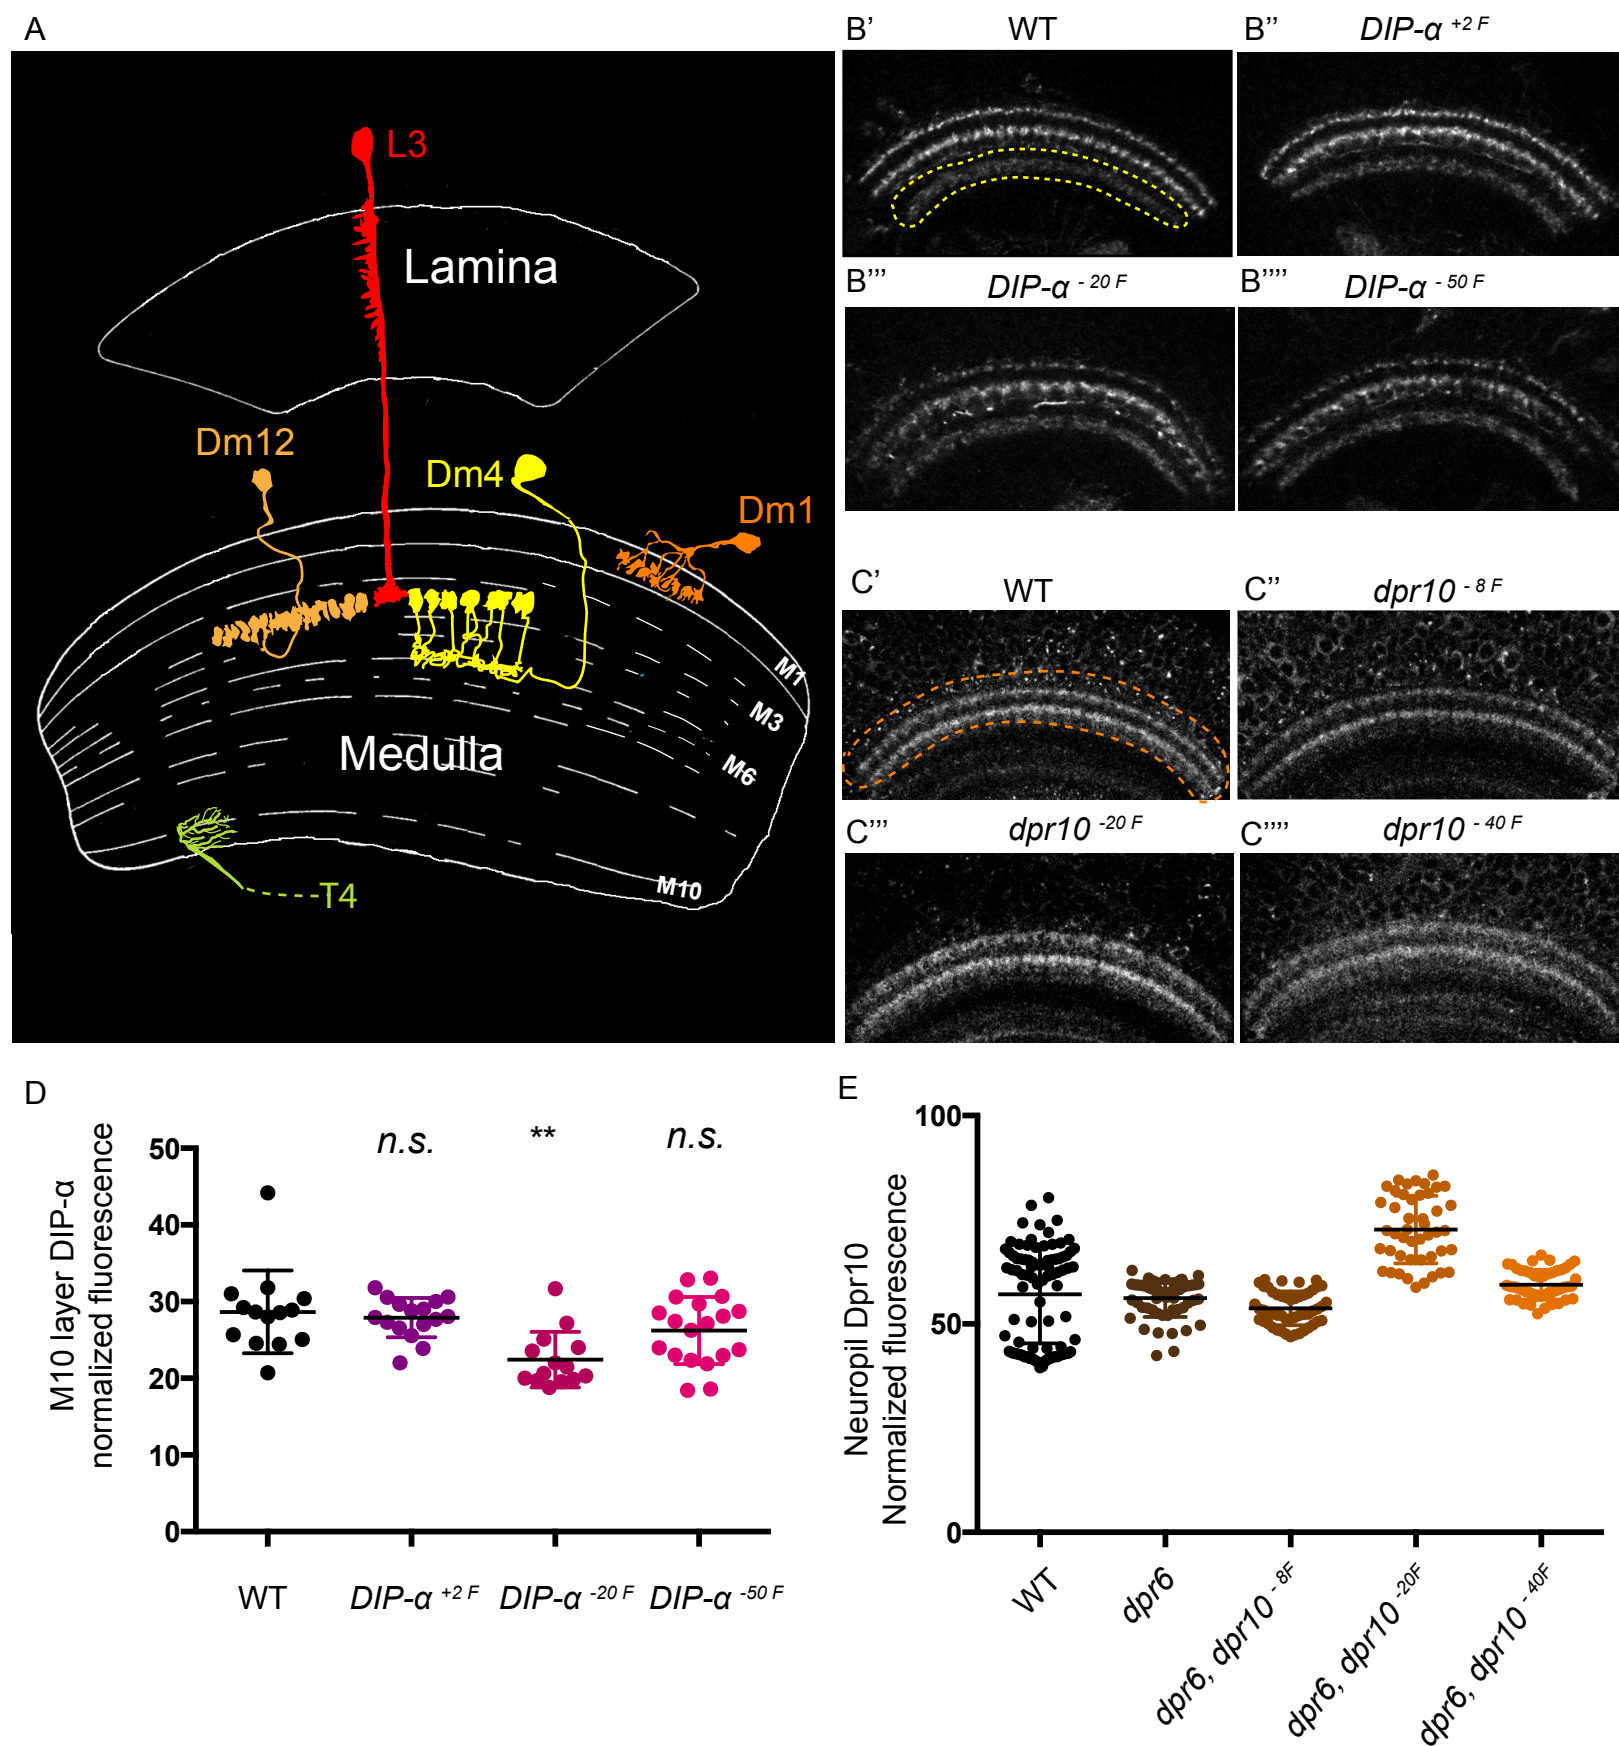 A
L3
Lamina
Dm12
Dm4
Dm1
M1
M3
M6
Medulla
M10
T4
B’ WT
B’’ DIP-α +2 F
B’’’ DIP-α - 20 F
B’’’’ DIP-α - 50 F
C’ WT
C’’ dpr10 - 8 F
C’’’ dpr10 -20 F
C’’’’ dpr10 - 40 F
D
M10 layer DIP-α
normalized fluorescence
50
40
30
20
10
0
n.s.
**
n.s.
WT
DIP-α +2 F
DIP-α -20 F
DIP-α -50 F
E
Neuropil Dpr10
Normalized fluorescence
100
50
0
WT
dpr6
dpr6, dpr10 - 8F
dpr6, dpr10 -20F
dpr6, dpr10 - 40F